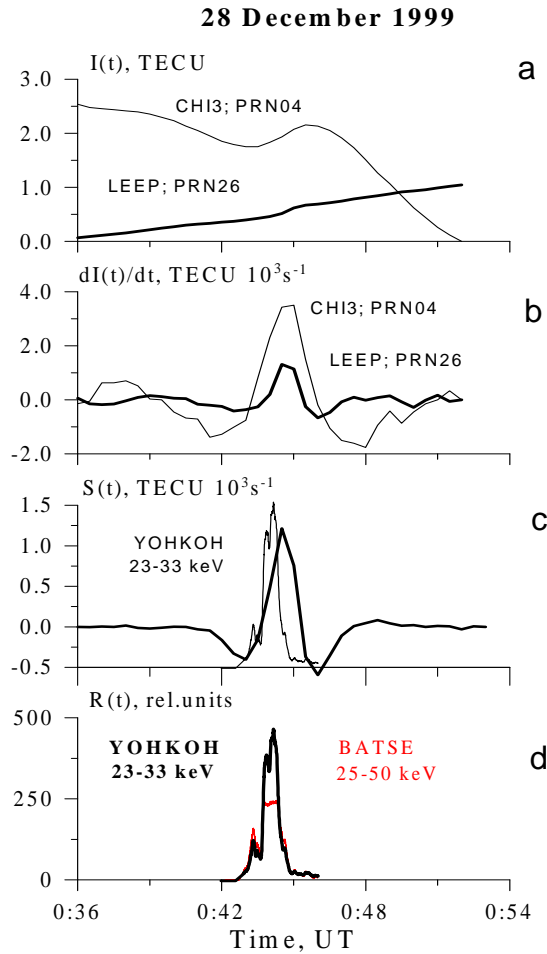 28 December 1999
I(t), TECU
a
3.0
CHI3; PRN04
2.0
LEEP; PRN26
1.0
0.0
dI(t)/dt, TECU 10³s⁻¹
b
4.0
CHI3; PRN04
2.0
LEEP; PRN26
0.0
-2.0
S(t), TECU 10³s⁻¹
c
1.5
YOHKOH
23-33 keV
1.0
0.5
0.0
-0.5
R(t), rel.units
d
500
YOHKOH
23-33 keV
BATSE
25-50 keV
250
0
0:36 0:42 0:48 0:54
Time, UT